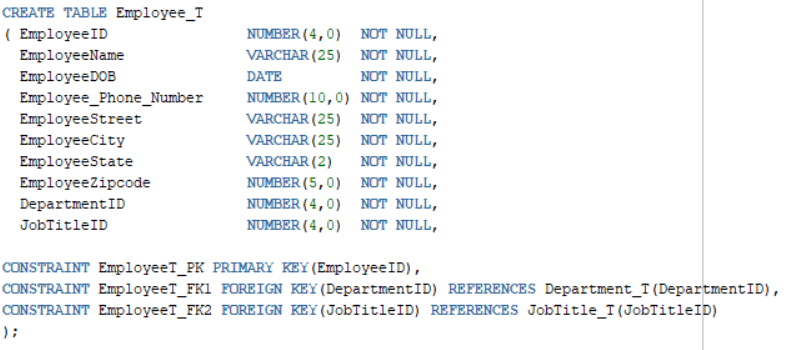 CREATE TABLE Employee_T
( EmployeeID NUMBER(4,0) NOT NULL,
EmployeeName VARCHAR(25) NOT NULL,
EmployeeDOB DATE NOT NULL,
Employee_Phone_Number NUMBER(10,0) NOT NULL,
EmployeeStreet VARCHAR(25) NOT NULL,
EmployeeCity VARCHAR(25) NOT NULL,
EmployeeState VARCHAR(2) NOT NULL,
EmployeeZipcode NUMBER(5,0) NOT NULL,
DepartmentID NUMBER(4,0) NOT NULL,
JobTitleID NUMBER(4,0) NOT NULL,
CONSTRAINT EmployeeT_PK PRIMARY KEY(EmployeeID),
CONSTRAINT EmployeeT_FK1 FOREIGN KEY(DepartmentID) REFERENCES Department_T(DepartmentID),
CONSTRAINT EmployeeT_FK2 FOREIGN KEY(JobTitleID) REFERENCES JobTitle_T(JobTitleID)
);